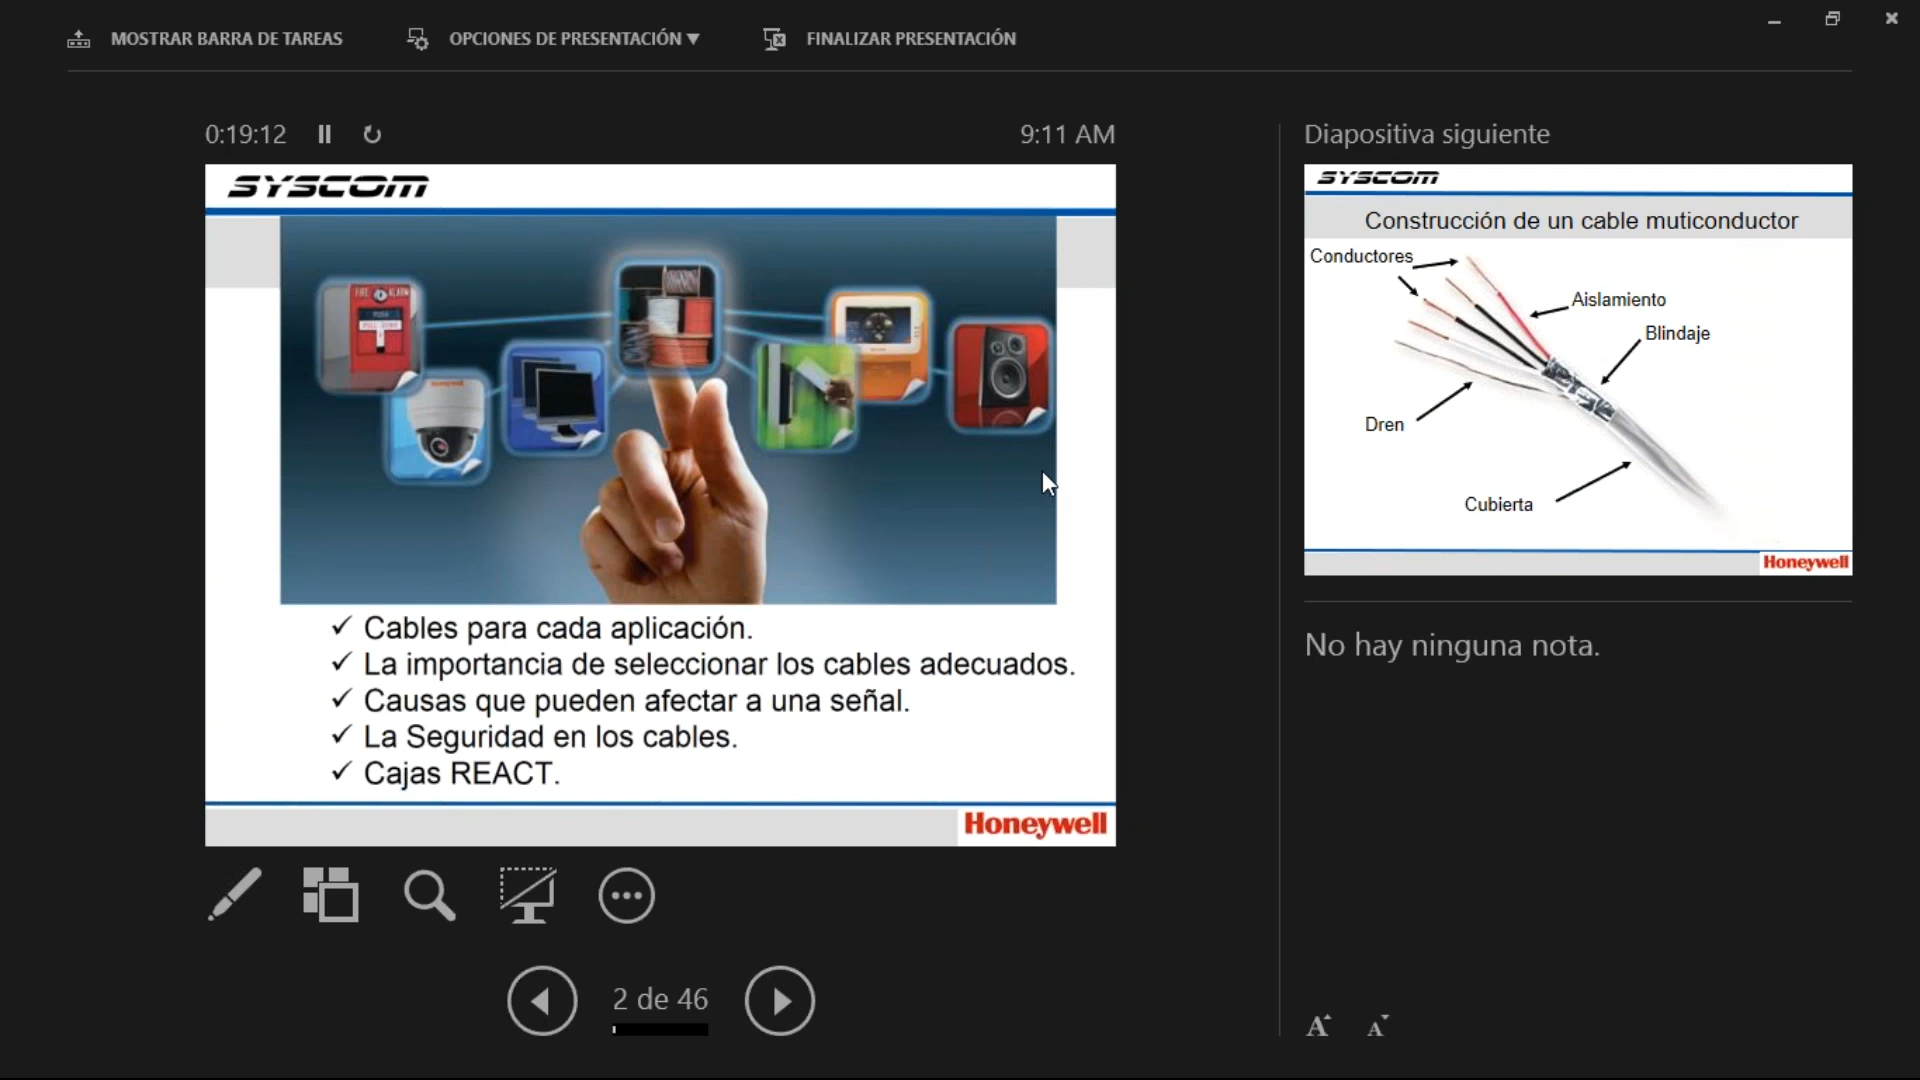 MOSTRAR BARRA DE TAREAS
OPCIONES DE PRESENTACIÓN
FINALIZAR PRESENTACIÓN
0:19:12
9:11 AM
SYSCOM
FIRE ALARM
Honeywell
Cables para cada aplicación.
La importancia de seleccionar los cables adecuados.
Causas que pueden afectar a una señal.
La Seguridad en los cables.
Cajas REACT.
Honeywell
2 de 46
Diapositiva siguiente
SYSCOM
Construcción de un cable muticonductor
Conductores
Aislamiento
Blindaje
Dren
Cubierta
Honeywell
No hay ninguna nota.
A A